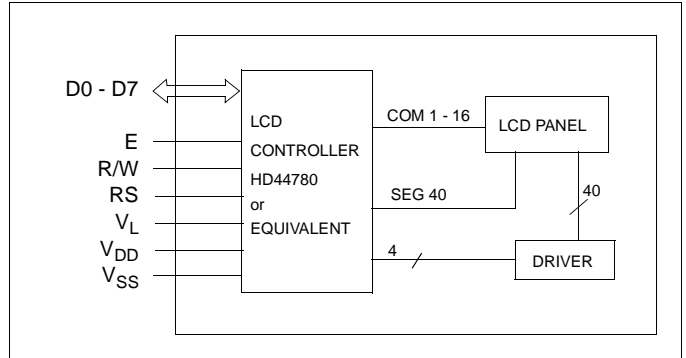 D0 - D7
E
R/W
RS
VL
VDD
VSS
LCD
CONTROLLER
HD44780
or
EQUIVALENT
COM 1 - 16
SEG 40
4
LCD PANEL
40
DRIVER